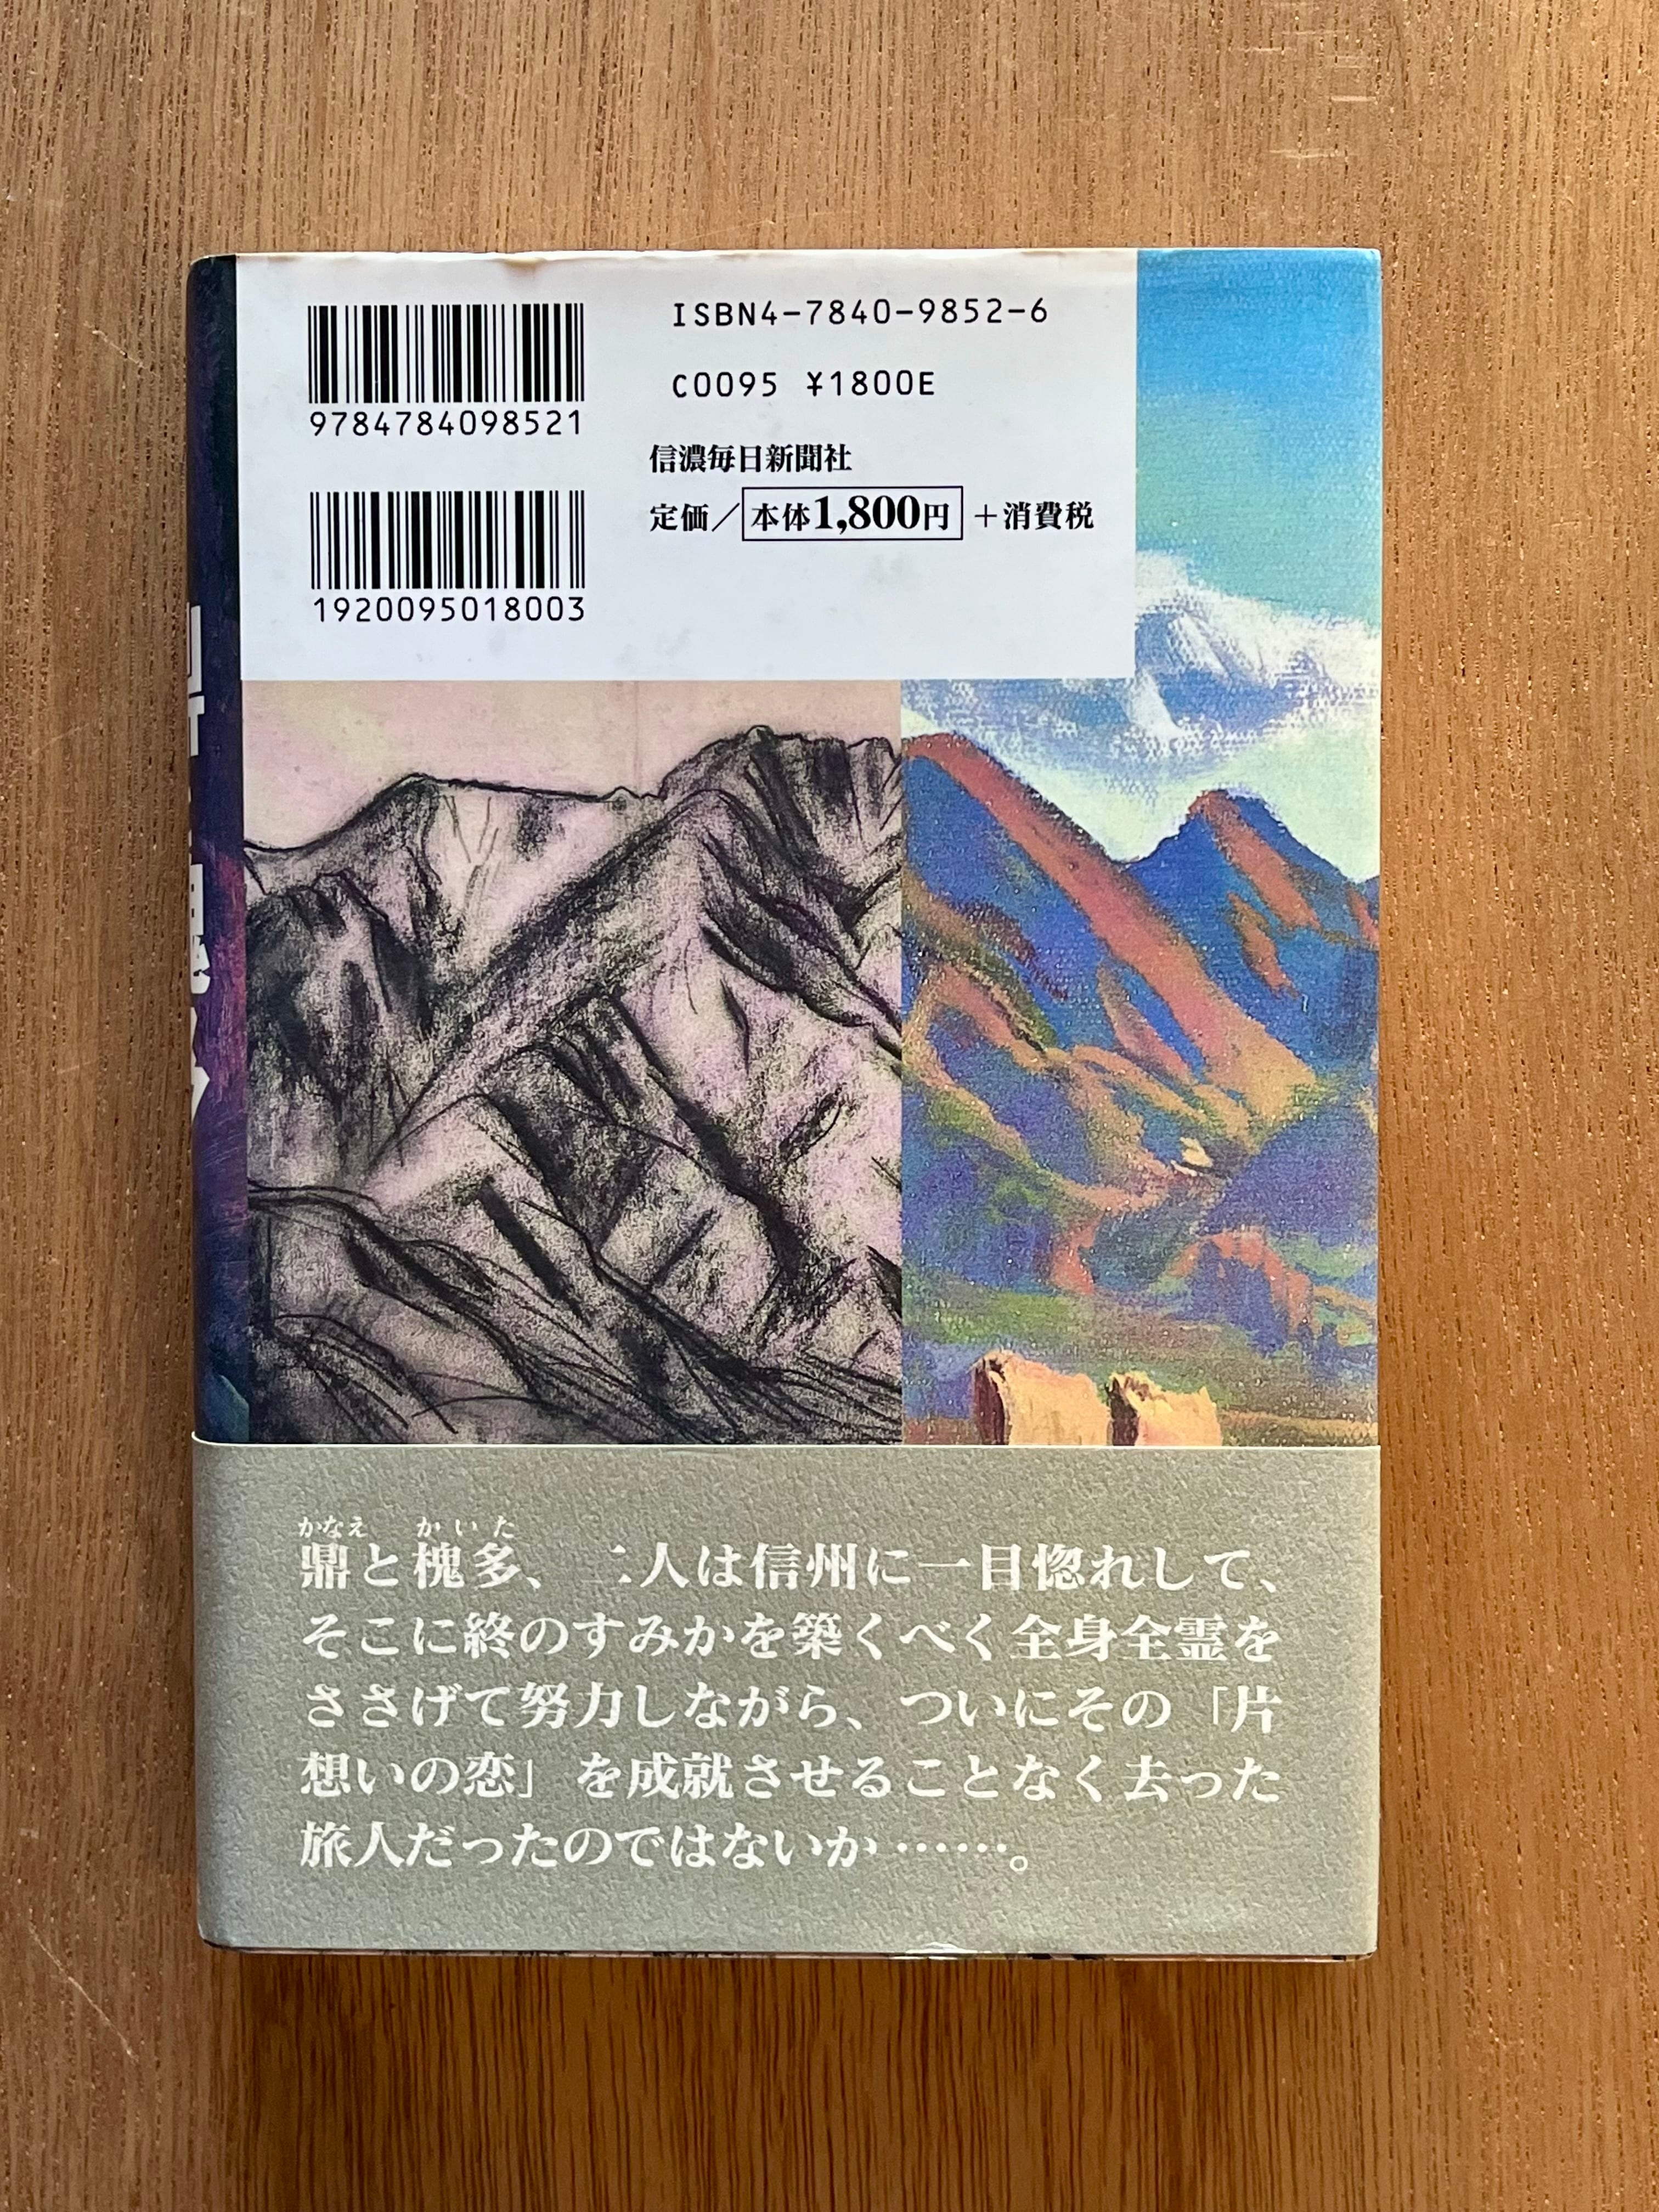 ISBN4-7840-9852-6
C0095 ¥1800E
9784784098521
信濃毎日新聞社
定価／本体1,800円＋消費税
1920095018003
かなえ かいた
鼎と槐多、二人は信州に一目惚れして、
そこに終のすみかを築くべく全身全霊を
ささげて努力しながら、ついにその「片
想いの恋」を成就させることなく去った
旅人だったのではないか……。